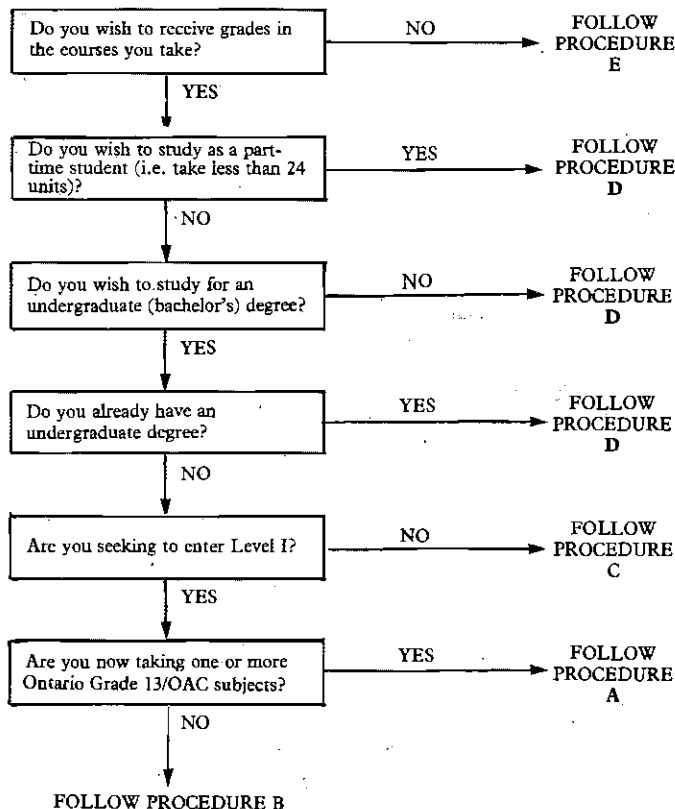 Do you wish to receive grades in
the courses you take?
NO
FOLLOW
PROCEDURE
E
YES
Do you wish to study as a part-
time student (i.e. take less than 24
units)?
YES
FOLLOW
PROCEDURE
D
NO
Do you wish to study for an
undergraduate (bachelor's) degree?
NO
FOLLOW
PROCEDURE
D
YES
Do you already have an
undergraduate degree?
YES
FOLLOW
PROCEDURE
D
NO
Are you seeking to enter Level I?
NO
FOLLOW
PROCEDURE
C
YES
Are you now taking one or more
Ontario Grade 13/OAC subjects?
YES
FOLLOW
PROCEDURE
A
NO
FOLLOW PROCEDURE B